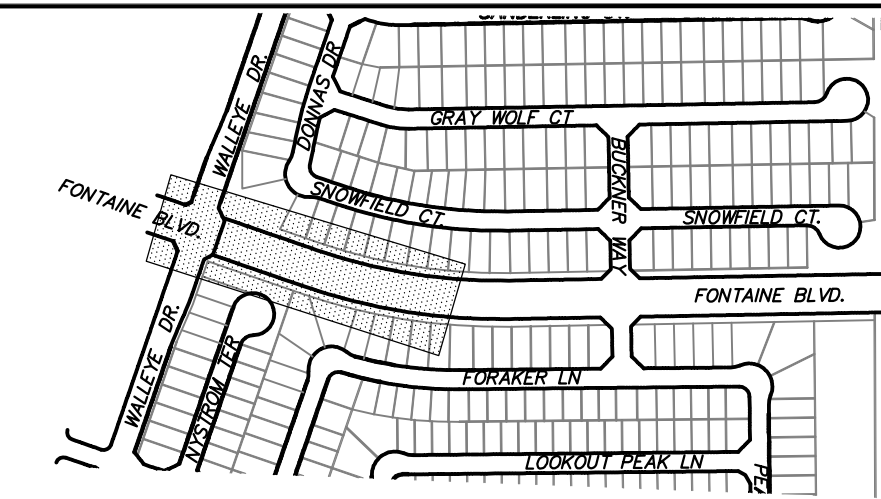 WALLEYE DR.
DONNAS DR
GRAY WOLF CT
BUCKNER WAY
FONTAINE BLVD.
SNOWFIELD CT.
SNOWFIELD CT.
FONTAINE BLVD.
WALLEYE DR.
NYSTROM TER
FORAKER LN
LOOKOUT PEAK LN